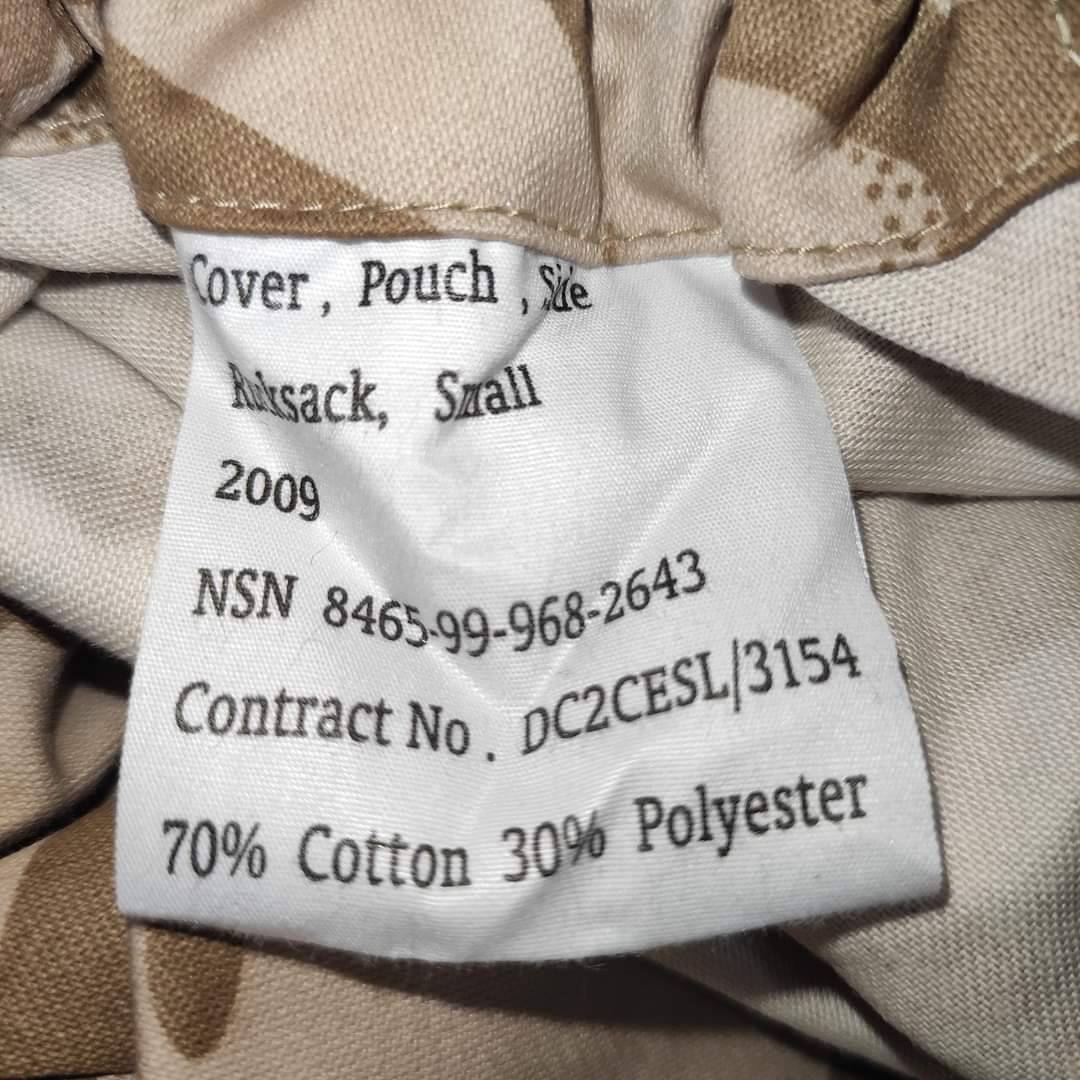 Cover, Pouch, Side
Ruksack, Small
2009
NSN 8465-99-968-2643
Contract No. DC2CESL/3154
70% Cotton 30% Polyester